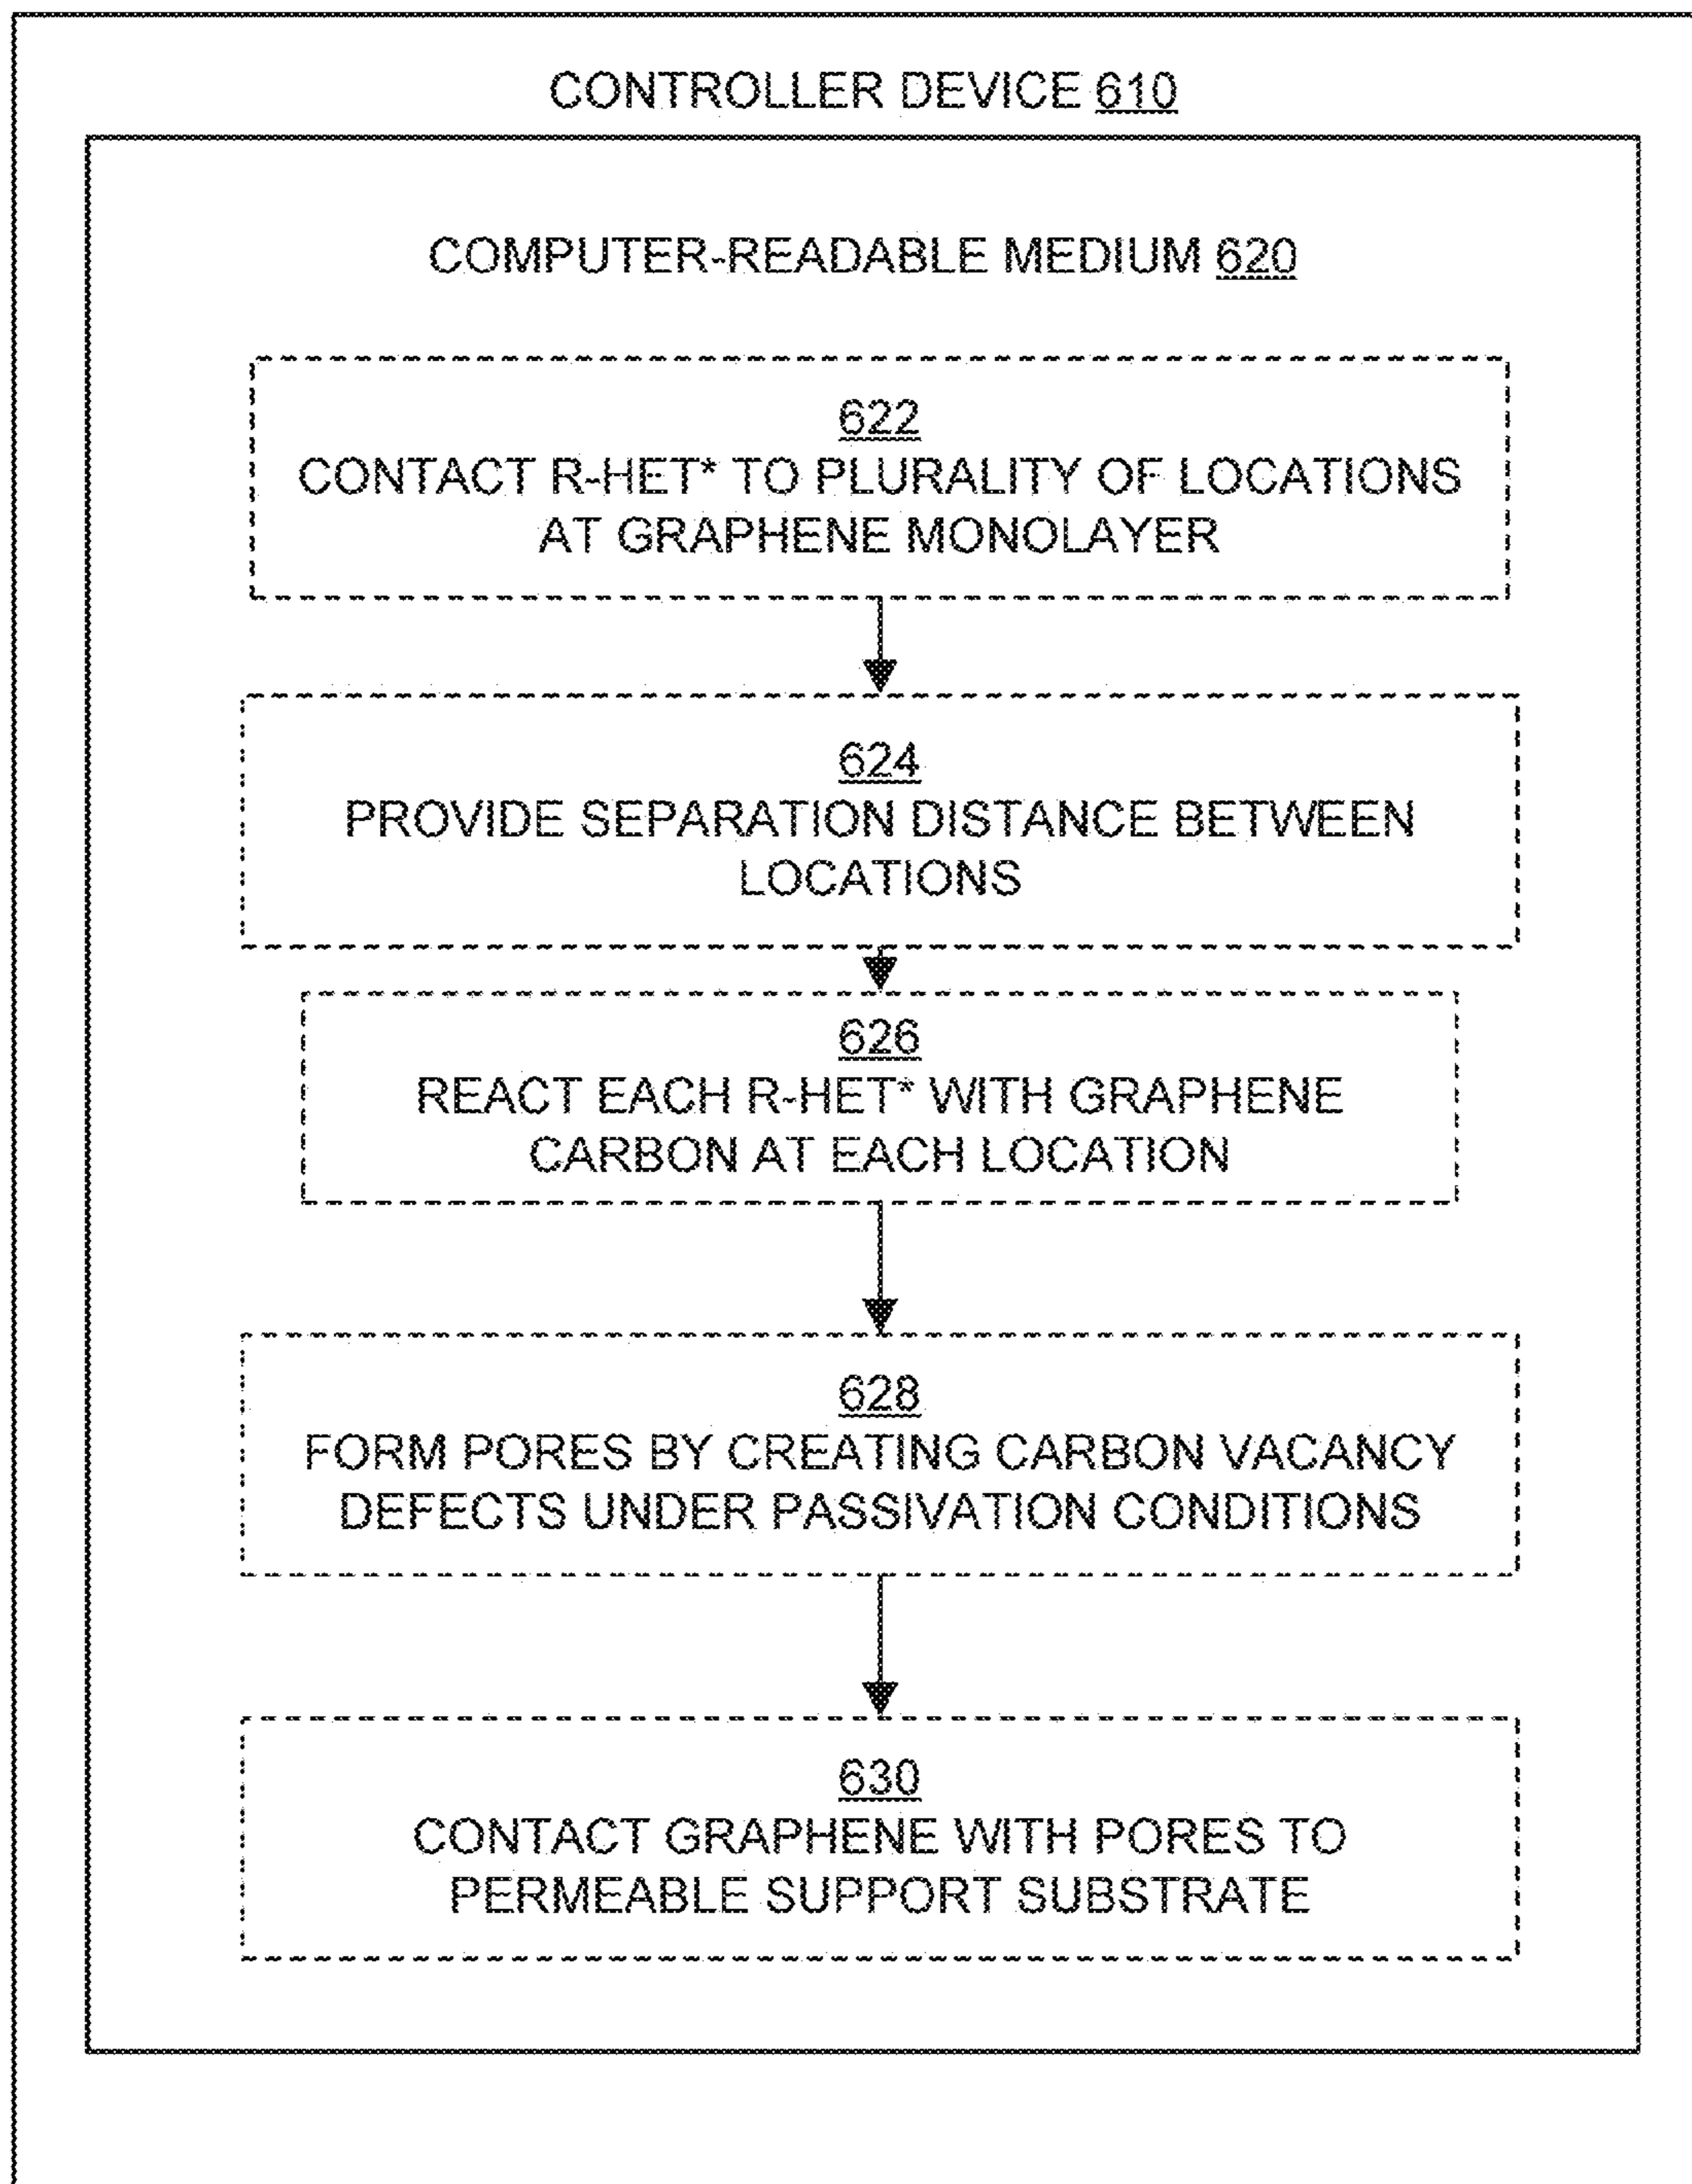 CONTROLLER DEVICE 610
COMPUTER-READABLE MEDIUM 620
622
CONTACT R-HET* TO PLURALITY OF LOCATIONS
AT GRAPHENE MONOLAYER
624
PROVIDE SEPARATION DISTANCE BETWEEN
LOCATIONS
626
REACT EACH R-HET* WITH GRAPHENE
CARBON AT EACH LOCATION
628
FORM PORES BY CREATING CARBON VACANCY
DEFECTS UNDER PASSIVATION CONDITIONS
630
CONTACT GRAPHENE WITH PORES TO
PERMEABLE SUPPORT SUBSTRATE